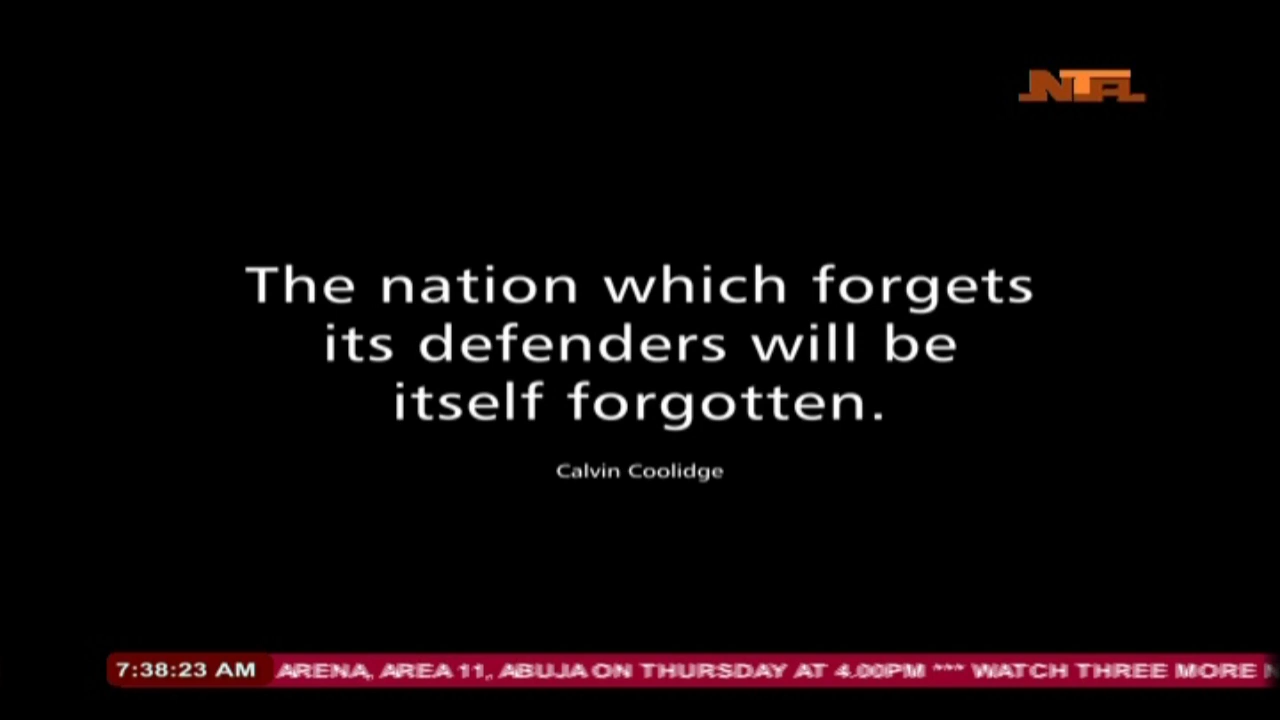 NTA
The nation which forgets
its defenders will be
itself forgotten.
Calvin Coolidge
7:38:23 AM ARENA, AREA 11, ABUJA ON THURSDAY AT 4.00PM *** WATCH THREE MORE